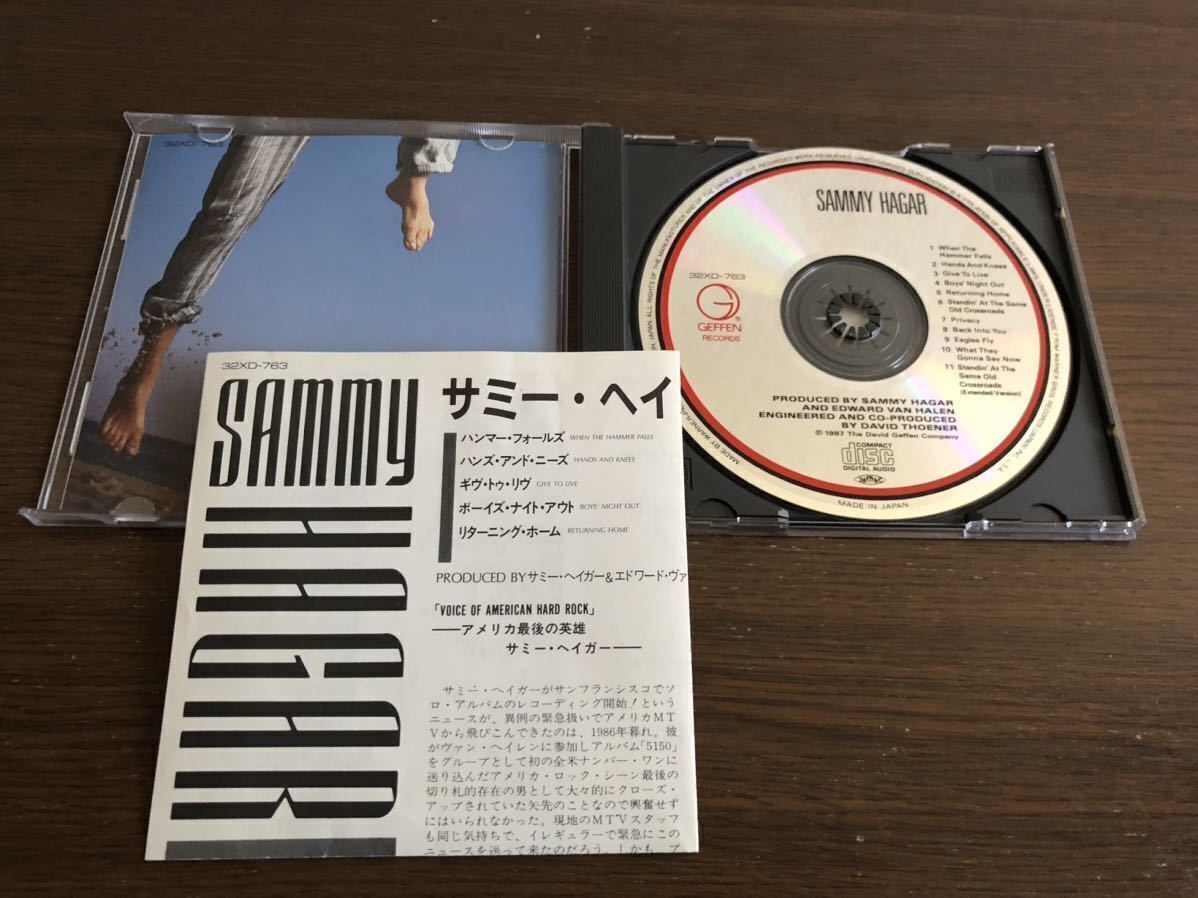 32XD-763
32XD-763
SAMMY
HAGAR
サミー・ヘイ
ハンマー・フォールズ WHEN THE HAMMER FALLS
ハンズ・アンド・ニーズ HANDS AND KNEES
ギヴ・トゥ・リヴ GIVE TO LIVE
ボーイズ・ナイト・アウト BOYS' NIGHT OUT
リターニング・ホーム RETURNING HOME
PRODUCED BY サミー・ヘイガー&エドワード・ヴァ
「VOICE OF AMERICAN HARD ROCK」
──アメリカ最後の英雄
サミー・ヘイガー──
サミー・ヘイガーがサンフランシスコでソ
ロ・アルバムのレコーディング開始!という
ニュースが、異例の緊急扱いでアメリカMT
Vから飛びこんできたのは、1986年暮れ。彼
がヴァン・ヘイレンに参加しアルバム「5150」
をグループとして初の全米ナンバー・ワンに
送り込んだアメリカ・ロック・シーン最後の
切り札的存在の男として大々的にクローズ・
アップされていた矢先のことなので興奮せず
にはいられなかった。現地のMTVスタッフ
も同じ気持ちで、イレギュラーで緊急にこの
ニュースを送って来たのだろう。しかも、プ
SAMMY HAGAR
32XD-763
G
®
GEFFEN
RECORDS
1 When The
Hammer Falls
2 Hands And Knees
3 Give To Live
4 Boys' Night Out
5 Returning Home
6 Standin' At The Same
Old Crossroads
7 Privacy
8 Back Into You
9 Eagles Fly
10 What They
Gonna Say Now
11 Standin' At The
Same Old
Crossroads
(Extended Version)
PRODUCED BY SAMMY HAGAR
AND EDWARD VAN HALEN
ENGINEERED AND CO-PRODUCED
BY DAVID THOENER
℗ 1987 The David Geffen Company
COMPACT
disc
DIGITAL AUDIO
JASRAC
MADE IN JAPAN